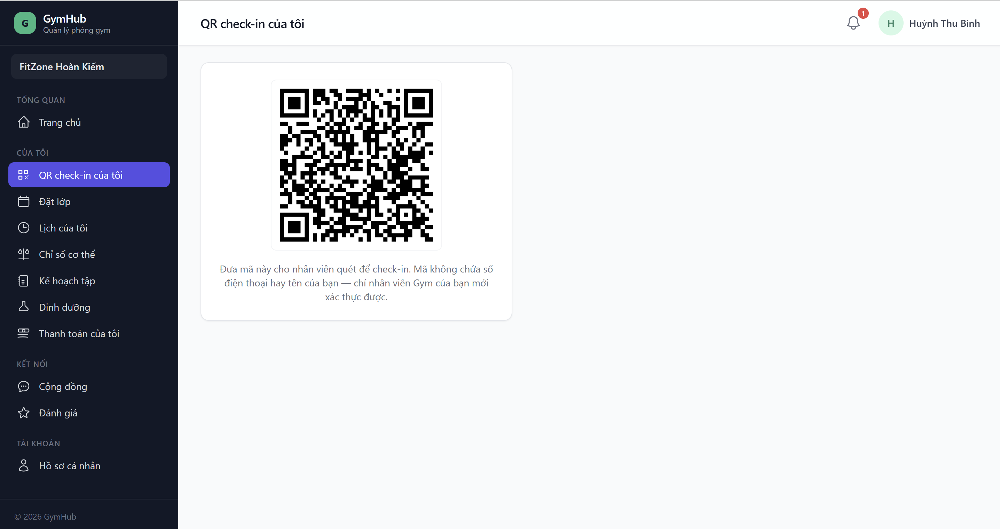 G
GymHub
Quản lý phòng gym
FitZone Hoàn Kiếm
TỔNG QUAN
Trang chủ
CỦA TÔI
QR check-in của tôi
Đặt lớp
Lịch của tôi
Chỉ số cơ thể
Kế hoạch tập
Dinh dưỡng
Thanh toán của tôi
KẾT NỐI
Cộng đồng
Đánh giá
TÀI KHOẢN
Hồ sơ cá nhân
© 2026 GymHub
QR check-in của tôi
1
H
Huỳnh Thu Bình
Đưa mã này cho nhân viên quét để check-in. Mã không chứa số
điện thoại hay tên của bạn — chỉ nhân viên Gym của bạn mới
xác thực được.